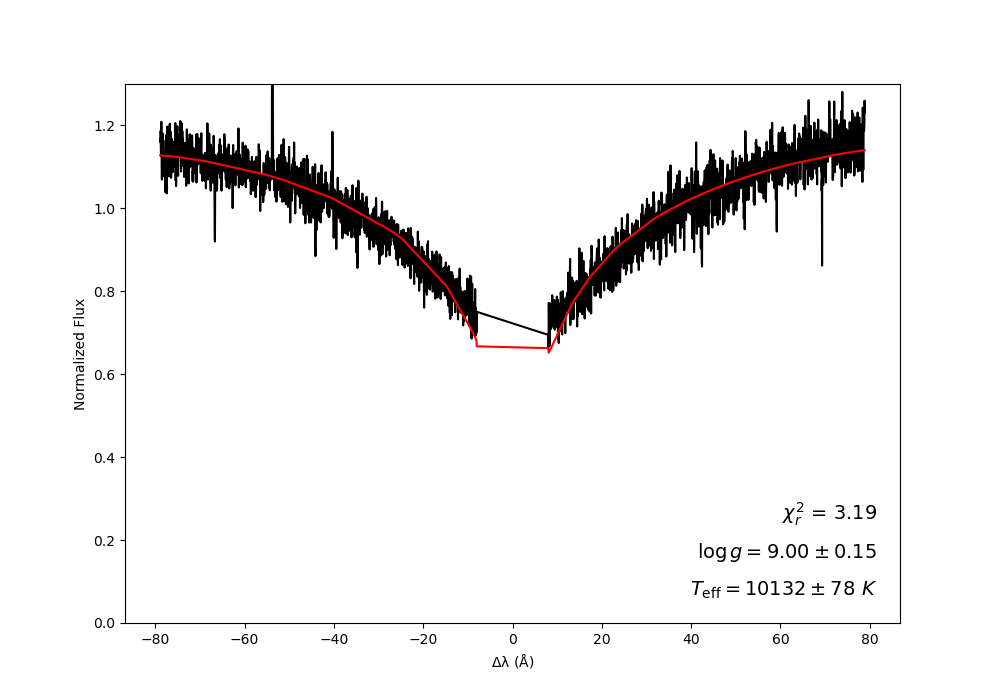 1.2
1.0
0.8
0.6
0.4
0.2
0.0
Normalized Flux
−80 −60 −40 −20 0 20 40 60 80
Δλ (Å)
χ²ᵣ = 3.19
log g = 9.00 ± 0.15
T_eff = 10132 ± 78 K